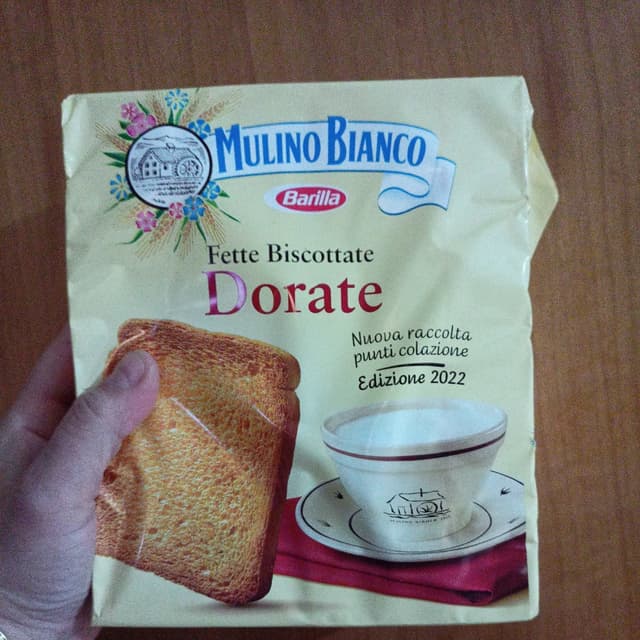 MULINO BIANCO
Barilla
Fette Biscottate
Dorate
Nuova raccolta
punti colazione
Edizione 2022